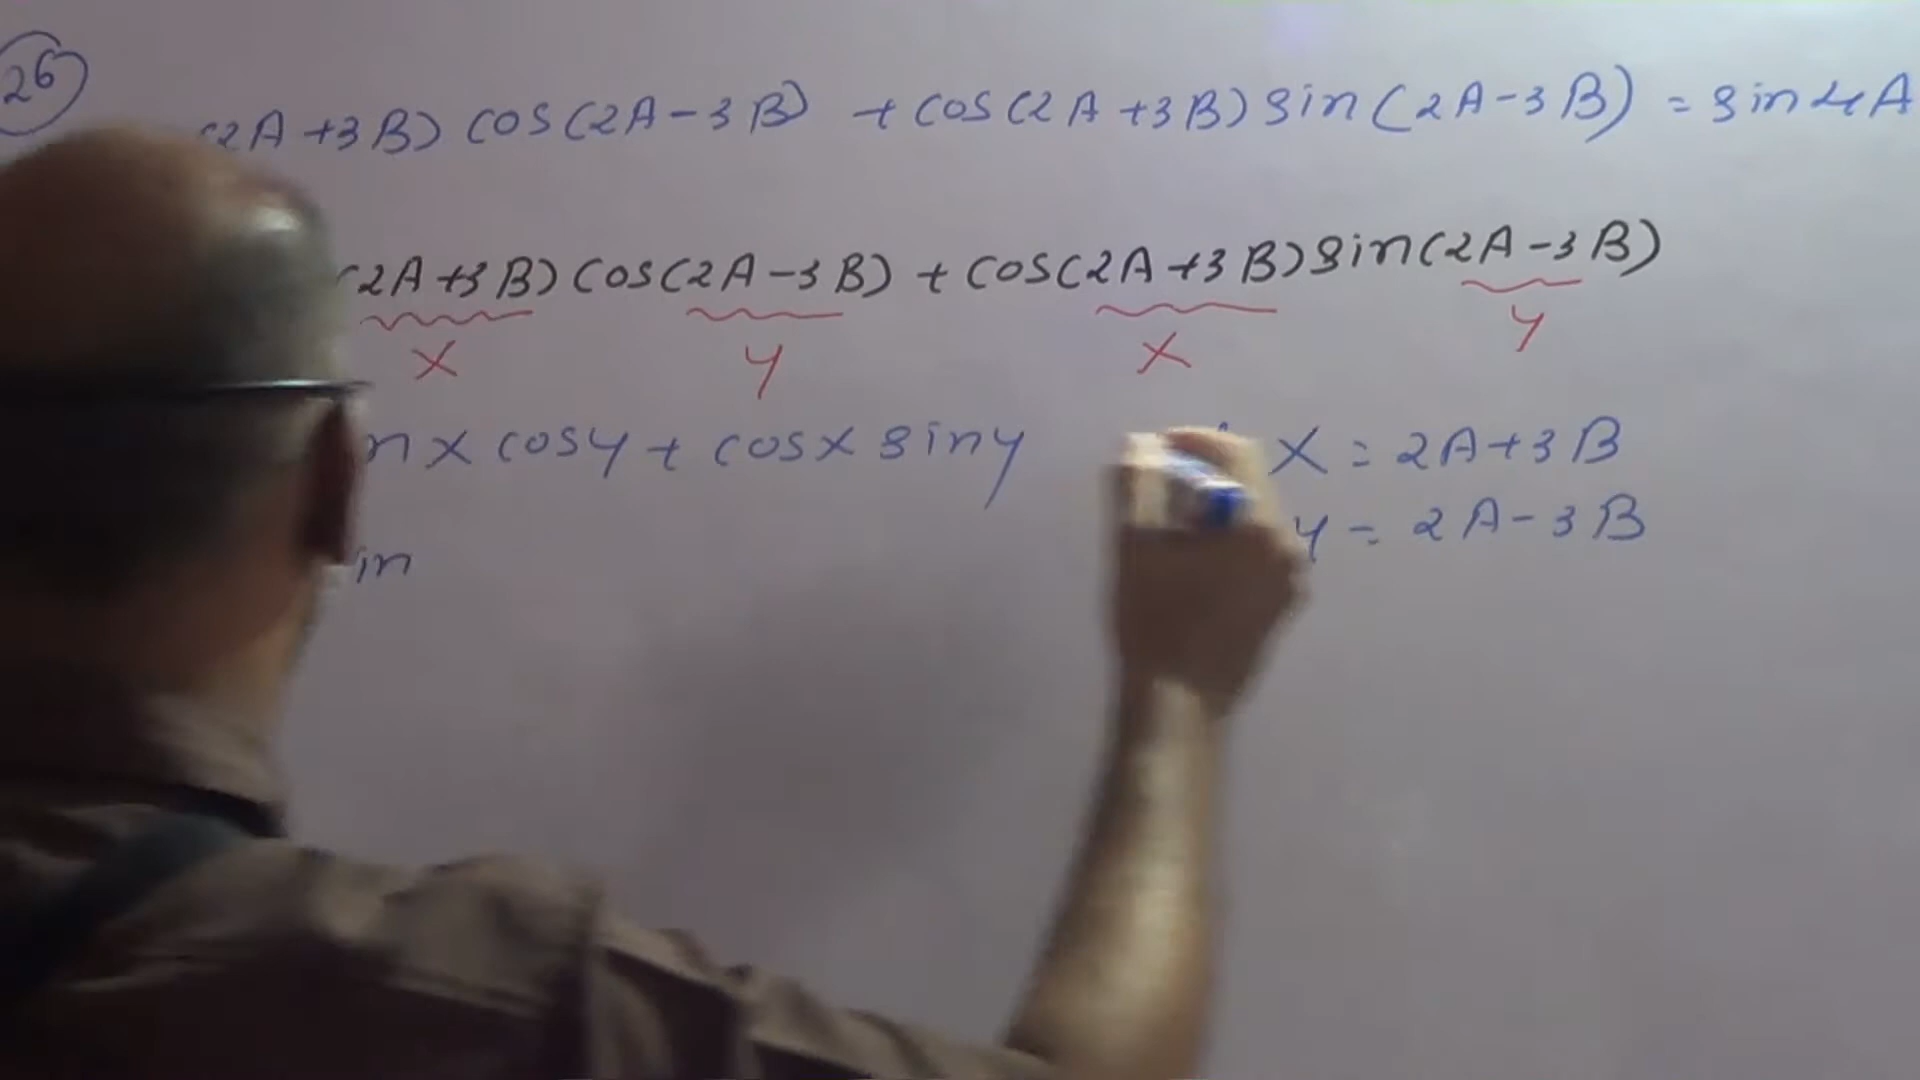 26
(2A+3B) cos(2A-3B) + cos(2A+3B) sin(2A-3B) = sin4A
(2A+3B) cos(2A-3B) + cos(2A+3B) sin(2A-3B)
x y x y
n x cosy + cosx siny x = 2A+3B
in y = 2A-3B